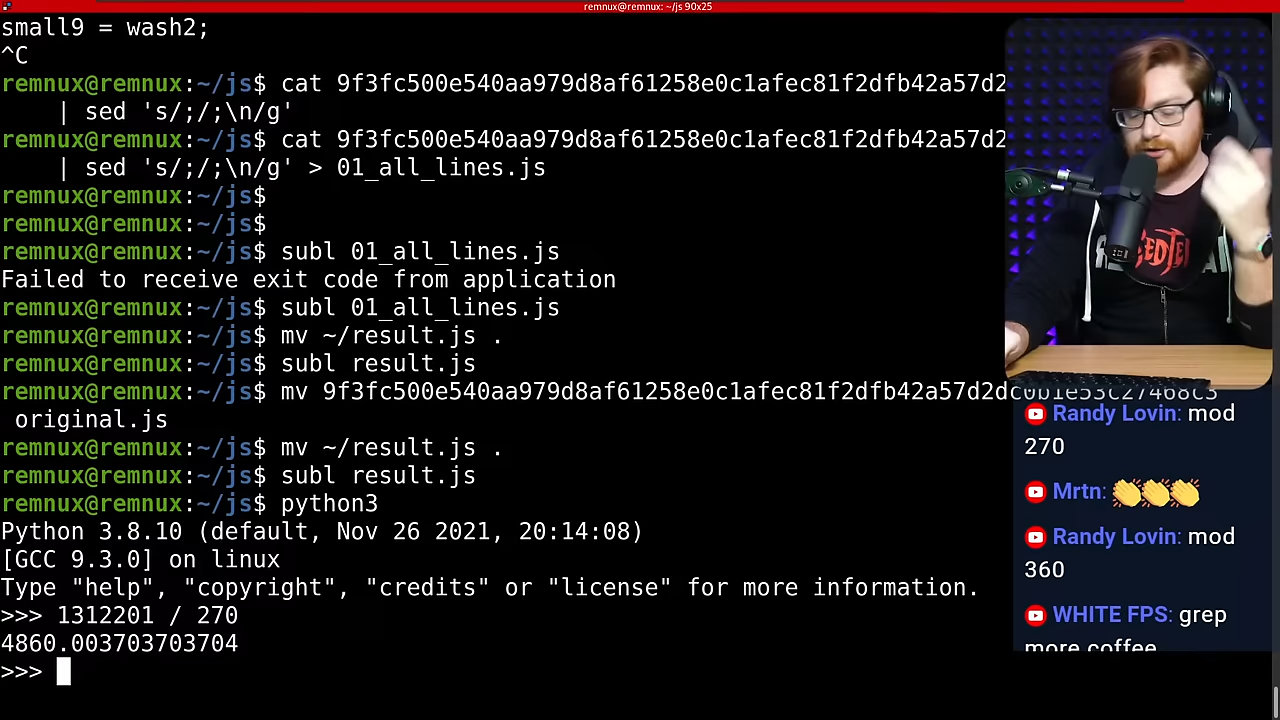 remnux@remnux: ~/js 90x25
small9 = wash2;
^C
remnux@remnux:~/js$ cat 9f3fc500e540aa979d8af61258e0c1afec81f2dfb42a57d2
| sed 's/;/;\n/g'
remnux@remnux:~/js$ cat 9f3fc500e540aa979d8af61258e0c1afec81f2dfb42a57d2
| sed 's/;/;\n/g' > 01_all_lines.js
remnux@remnux:~/js$
remnux@remnux:~/js$
remnux@remnux:~/js$ subl 01_all_lines.js
Failed to receive exit code from application
remnux@remnux:~/js$ subl 01_all_lines.js
remnux@remnux:~/js$ mv ~/result.js .
remnux@remnux:~/js$ subl result.js
remnux@remnux:~/js$ mv 9f3fc500e540aa979d8af61258e0c1afec81f2dfb42a57d2dc0b1e53c27468c3
original.js
remnux@remnux:~/js$ mv ~/result.js .
remnux@remnux:~/js$ subl result.js
remnux@remnux:~/js$ python3
Python 3.8.10 (default, Nov 26 2021, 20:14:08)
[GCC 9.3.0] on linux
Type "help", "copyright", "credits" or "license" for more information.
>>> 1312201 / 270
4860.003703703704
>>>
Randy Lovin: mod
270
Mrtn: 👏👏👏
Randy Lovin: mod
360
WHITE FPS: grep
more coffee